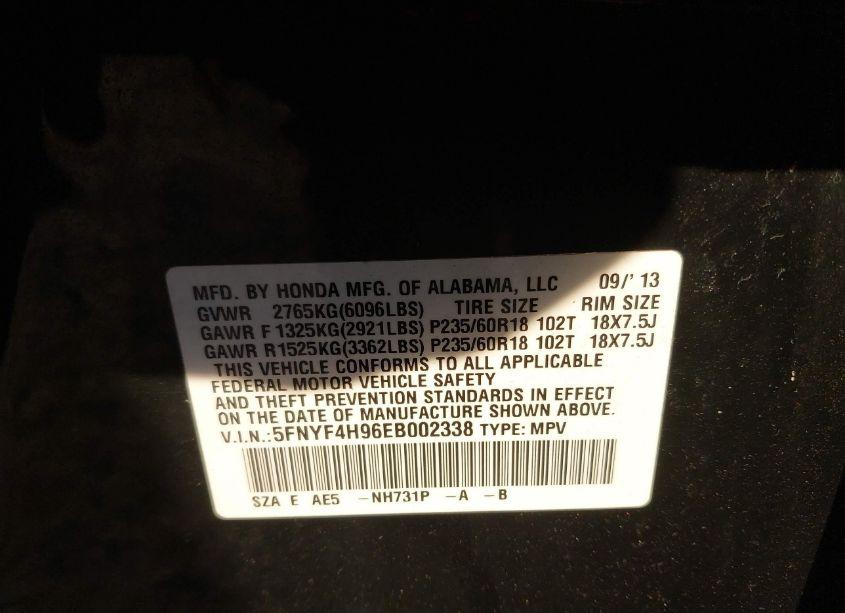 MFD. BY HONDA MFG. OF ALABAMA, LLC 09/' 13
GVWR 2765KG(6096LBS) TIRE SIZE RIM SIZE
GAWR F 1325KG(2921LBS) P235/60R18 102T 18X7.5J
GAWR R1525KG(3362LBS) P235/60R18 102T 18X7.5J
THIS VEHICLE CONFORMS TO ALL APPLICABLE
FEDERAL MOTOR VEHICLE SAFETY
AND THEFT PREVENTION STANDARDS IN EFFECT
ON THE DATE OF MANUFACTURE SHOWN ABOVE.
V.I.N.:5FNYF4H96EB002338 TYPE: MPV
SZA E AE5 -NH731P -A -B